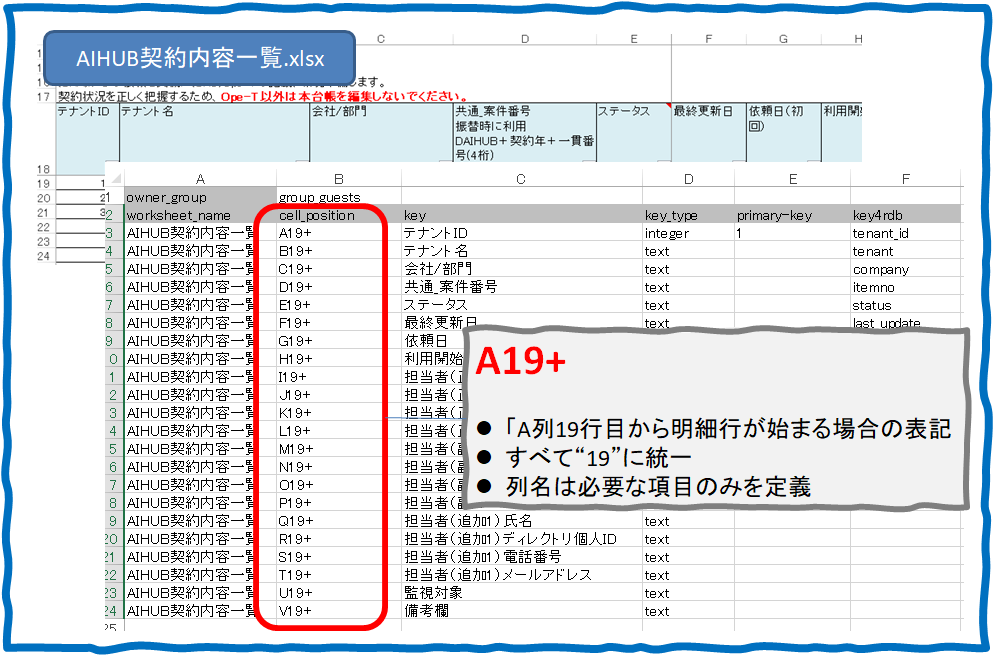 AIHUB契約内容一覧.xlsx
C D E F G H
17 契約状況を正しく把握するため、Ope-T以外は本台帳を編集しないでください。
テナントID テナント名 会社/部門 共通_案件番号 ステータス 最終更新日 依頼日(初
振替時に利用 回)
DAIHUB+契約年+一貫番
号(4桁)
18
19
20
21
22
23
24
A B C D E F
1 owner_group group_guests
2 worksheet_name cell_position key key_type primary-key key4rdb
3 AIHUB契約内容一覧 A19+ テナントID integer 1 tenant_id
4 AIHUB契約内容一覧 B19+ テナント名 text tenant
5 AIHUB契約内容一覧 C19+ 会社/部門 text company
6 AIHUB契約内容一覧 D19+ 共通_案件番号 text itemno
7 AIHUB契約内容一覧 E19+ ステータス text status
8 AIHUB契約内容一覧 F19+ 最終更新日 text last_update
9 AIHUB契約内容一覧 G19+ 依頼日
0 AIHUB契約内容一覧 H19+ 利用開始
1 AIHUB契約内容一覧 I19+ 担当者(
2 AIHUB契約内容一覧 J19+ 担当者(
3 AIHUB契約内容一覧 K19+ 担当者(
4 AIHUB契約内容一覧 L19+ 担当者(
5 AIHUB契約内容一覧 M19+ 担当者(
6 AIHUB契約内容一覧 N19+ 担当者(
7 AIHUB契約内容一覧 O19+ 担当者(
8 AIHUB契約内容一覧 P19+ 担当者(
9 AIHUB契約内容一覧 Q19+ 担当者(追加1)氏名 text
20 AIHUB契約内容一覧 R19+ 担当者(追加1)ディレクトリ個人ID text
21 AIHUB契約内容一覧 S19+ 担当者(追加1)電話番号 text
22 AIHUB契約内容一覧 T19+ 担当者(追加1)メールアドレス text
23 AIHUB契約内容一覧 U19+ 監視対象 text
24 AIHUB契約内容一覧 V19+ 備考欄 text
A19+
● 「A列19行目から明細行が始まる場合の表記
● すべて“19”に統一
● 列名は必要な項目のみを定義